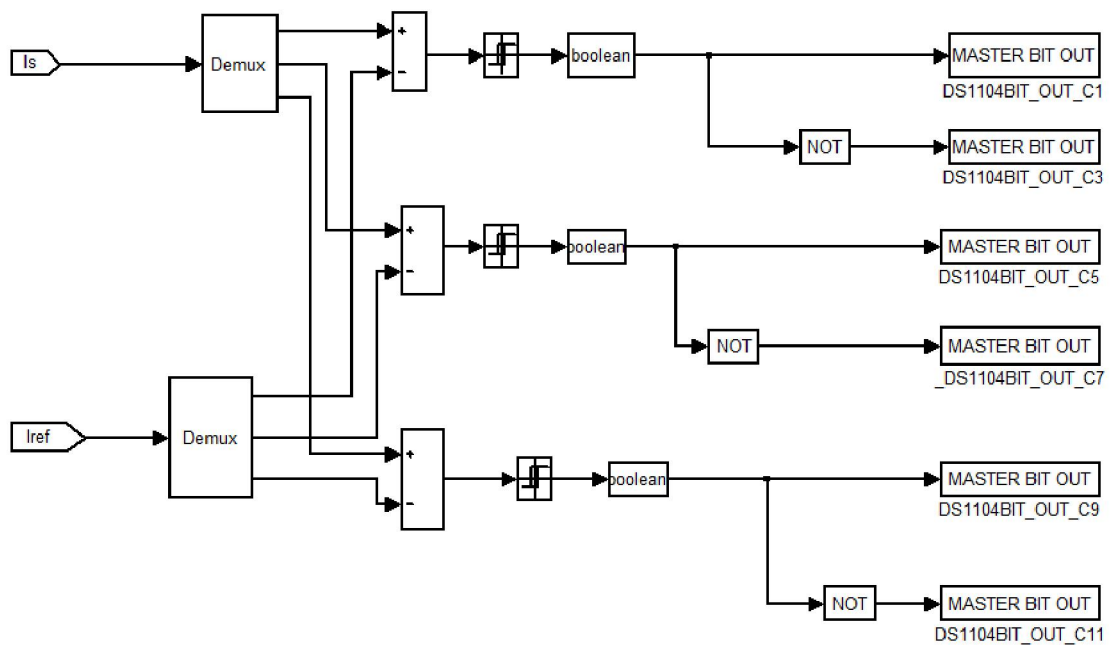 Is
Demux
+
-
boolean
MASTER BIT OUT
DS1104BIT_OUT_C1
NOT
MASTER BIT OUT
DS1104BIT_OUT_C3
+
-
boolean
MASTER BIT OUT
DS1104BIT_OUT_C5
NOT
MASTER BIT OUT
_DS1104BIT_OUT_C7
Iref
Demux
+
-
boolean
MASTER BIT OUT
DS1104BIT_OUT_C9
NOT
MASTER BIT OUT
DS1104BIT_OUT_C11